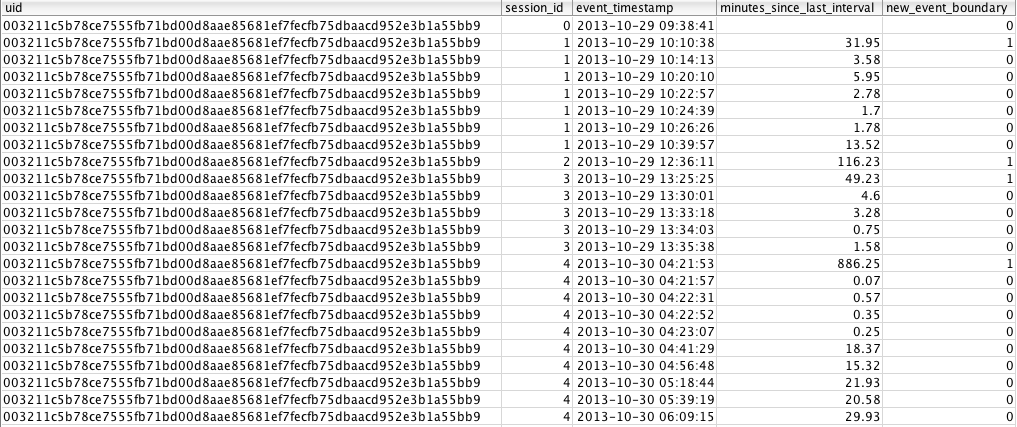 uid session_id event_timestamp minutes_since_last_interval new_event_boundary
003211c5b78ce7555fb71bd00d8aae85681ef7fecfb75dbaacd952e3b1a55bb9 0 2013-10-29 09:38:41 0
003211c5b78ce7555fb71bd00d8aae85681ef7fecfb75dbaacd952e3b1a55bb9 1 2013-10-29 10:10:38 31.95 1
003211c5b78ce7555fb71bd00d8aae85681ef7fecfb75dbaacd952e3b1a55bb9 1 2013-10-29 10:14:13 3.58 0
003211c5b78ce7555fb71bd00d8aae85681ef7fecfb75dbaacd952e3b1a55bb9 1 2013-10-29 10:20:10 5.95 0
003211c5b78ce7555fb71bd00d8aae85681ef7fecfb75dbaacd952e3b1a55bb9 1 2013-10-29 10:22:57 2.78 0
003211c5b78ce7555fb71bd00d8aae85681ef7fecfb75dbaacd952e3b1a55bb9 1 2013-10-29 10:24:39 1.7 0
003211c5b78ce7555fb71bd00d8aae85681ef7fecfb75dbaacd952e3b1a55bb9 1 2013-10-29 10:26:26 1.78 0
003211c5b78ce7555fb71bd00d8aae85681ef7fecfb75dbaacd952e3b1a55bb9 1 2013-10-29 10:39:57 13.52 0
003211c5b78ce7555fb71bd00d8aae85681ef7fecfb75dbaacd952e3b1a55bb9 2 2013-10-29 12:36:11 116.23 1
003211c5b78ce7555fb71bd00d8aae85681ef7fecfb75dbaacd952e3b1a55bb9 3 2013-10-29 13:25:25 49.23 1
003211c5b78ce7555fb71bd00d8aae85681ef7fecfb75dbaacd952e3b1a55bb9 3 2013-10-29 13:30:01 4.6 0
003211c5b78ce7555fb71bd00d8aae85681ef7fecfb75dbaacd952e3b1a55bb9 3 2013-10-29 13:33:18 3.28 0
003211c5b78ce7555fb71bd00d8aae85681ef7fecfb75dbaacd952e3b1a55bb9 3 2013-10-29 13:34:03 0.75 0
003211c5b78ce7555fb71bd00d8aae85681ef7fecfb75dbaacd952e3b1a55bb9 3 2013-10-29 13:35:38 1.58 0
003211c5b78ce7555fb71bd00d8aae85681ef7fecfb75dbaacd952e3b1a55bb9 4 2013-10-30 04:21:53 886.25 1
003211c5b78ce7555fb71bd00d8aae85681ef7fecfb75dbaacd952e3b1a55bb9 4 2013-10-30 04:21:57 0.07 0
003211c5b78ce7555fb71bd00d8aae85681ef7fecfb75dbaacd952e3b1a55bb9 4 2013-10-30 04:22:31 0.57 0
003211c5b78ce7555fb71bd00d8aae85681ef7fecfb75dbaacd952e3b1a55bb9 4 2013-10-30 04:22:52 0.35 0
003211c5b78ce7555fb71bd00d8aae85681ef7fecfb75dbaacd952e3b1a55bb9 4 2013-10-30 04:23:07 0.25 0
003211c5b78ce7555fb71bd00d8aae85681ef7fecfb75dbaacd952e3b1a55bb9 4 2013-10-30 04:41:29 18.37 0
003211c5b78ce7555fb71bd00d8aae85681ef7fecfb75dbaacd952e3b1a55bb9 4 2013-10-30 04:56:48 15.32 0
003211c5b78ce7555fb71bd00d8aae85681ef7fecfb75dbaacd952e3b1a55bb9 4 2013-10-30 05:18:44 21.93 0
003211c5b78ce7555fb71bd00d8aae85681ef7fecfb75dbaacd952e3b1a55bb9 4 2013-10-30 05:39:19 20.58 0
003211c5b78ce7555fb71bd00d8aae85681ef7fecfb75dbaacd952e3b1a55bb9 4 2013-10-30 06:09:15 29.93 0